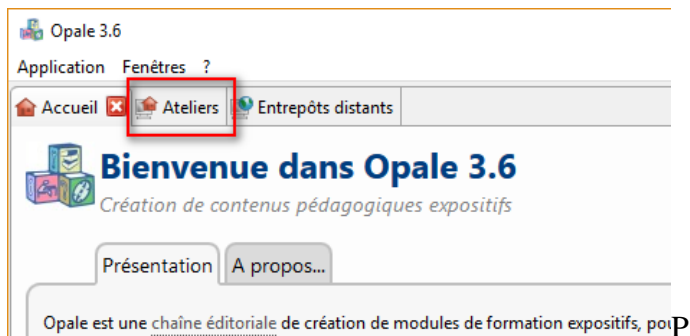 Opale 3.6
Application Fenêtres ?
Accueil Ateliers Entrepôts distants
Bienvenue dans Opale 3.6
Création de contenus pédagogiques expositifs
Présentation A propos...
Opale est une chaîne éditoriale de création de modules de formation expositifs,